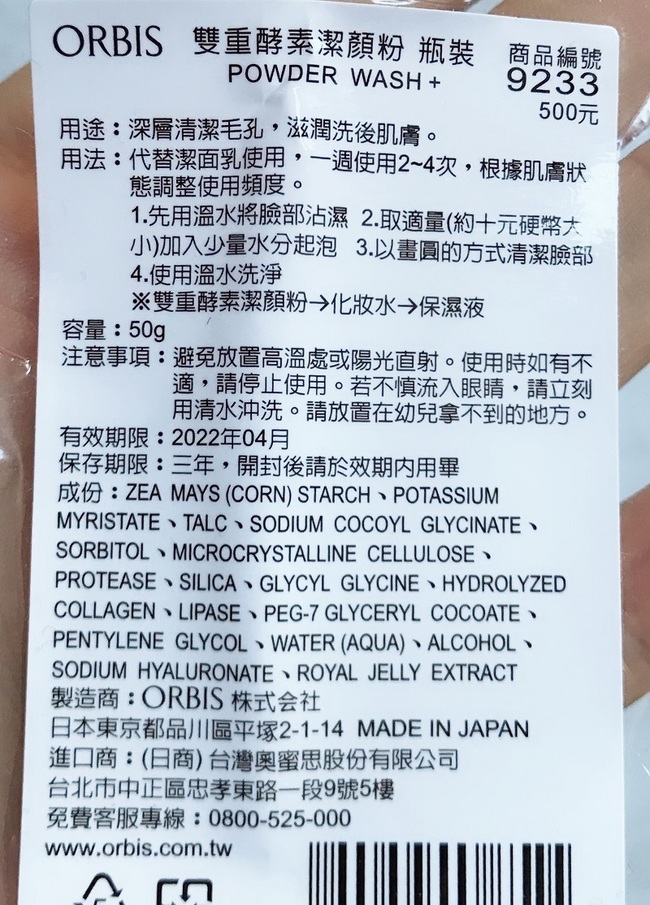 ORBIS 雙重酵素潔顏粉 瓶裝 商品編號
POWDER WASH+ 9233
500元
用途：深層清潔毛孔，滋潤洗後肌膚。
用法：代替潔面乳使用，一週使用2~4次，根據肌膚狀
態調整使用頻度。
1.先用溫水將臉部沾濕 2.取適量(約十元硬幣大
小)加入少量水分起泡 3.以畫圓的方式清潔臉部
4.使用溫水洗淨
※雙重酵素潔顏粉→化妝水→保濕液
容量：50g
注意事項：避免放置高溫處或陽光直射。使用時如有不
適，請停止使用。若不慎流入眼睛，請立刻
用清水沖洗。請放置在幼兒拿不到的地方。
有效期限：2022年04月
保存期限：三年，開封後請於效期內用畢
成份：ZEA MAYS (CORN) STARCH、POTASSIUM
MYRISTATE、TALC、SODIUM COCOYL GLYCINATE、
SORBITOL、MICROCRYSTALLINE CELLULOSE、
PROTEASE、SILICA、GLYCYL GLYCINE、HYDROLYZED
COLLAGEN、LIPASE、PEG-7 GLYCERYL COCOATE、
PENTYLENE GLYCOL、WATER (AQUA)、ALCOHOL、
SODIUM HYALURONATE、ROYAL JELLY EXTRACT
製造商：ORBIS 株式会社
日本東京都品川區平塚2-1-14 MADE IN JAPAN
進口商：(日商) 台灣奧蜜思股份有限公司
台北市中正區忠孝東路一段9號5樓
免費客服專線：0800-525-000
www.orbis.com.tw